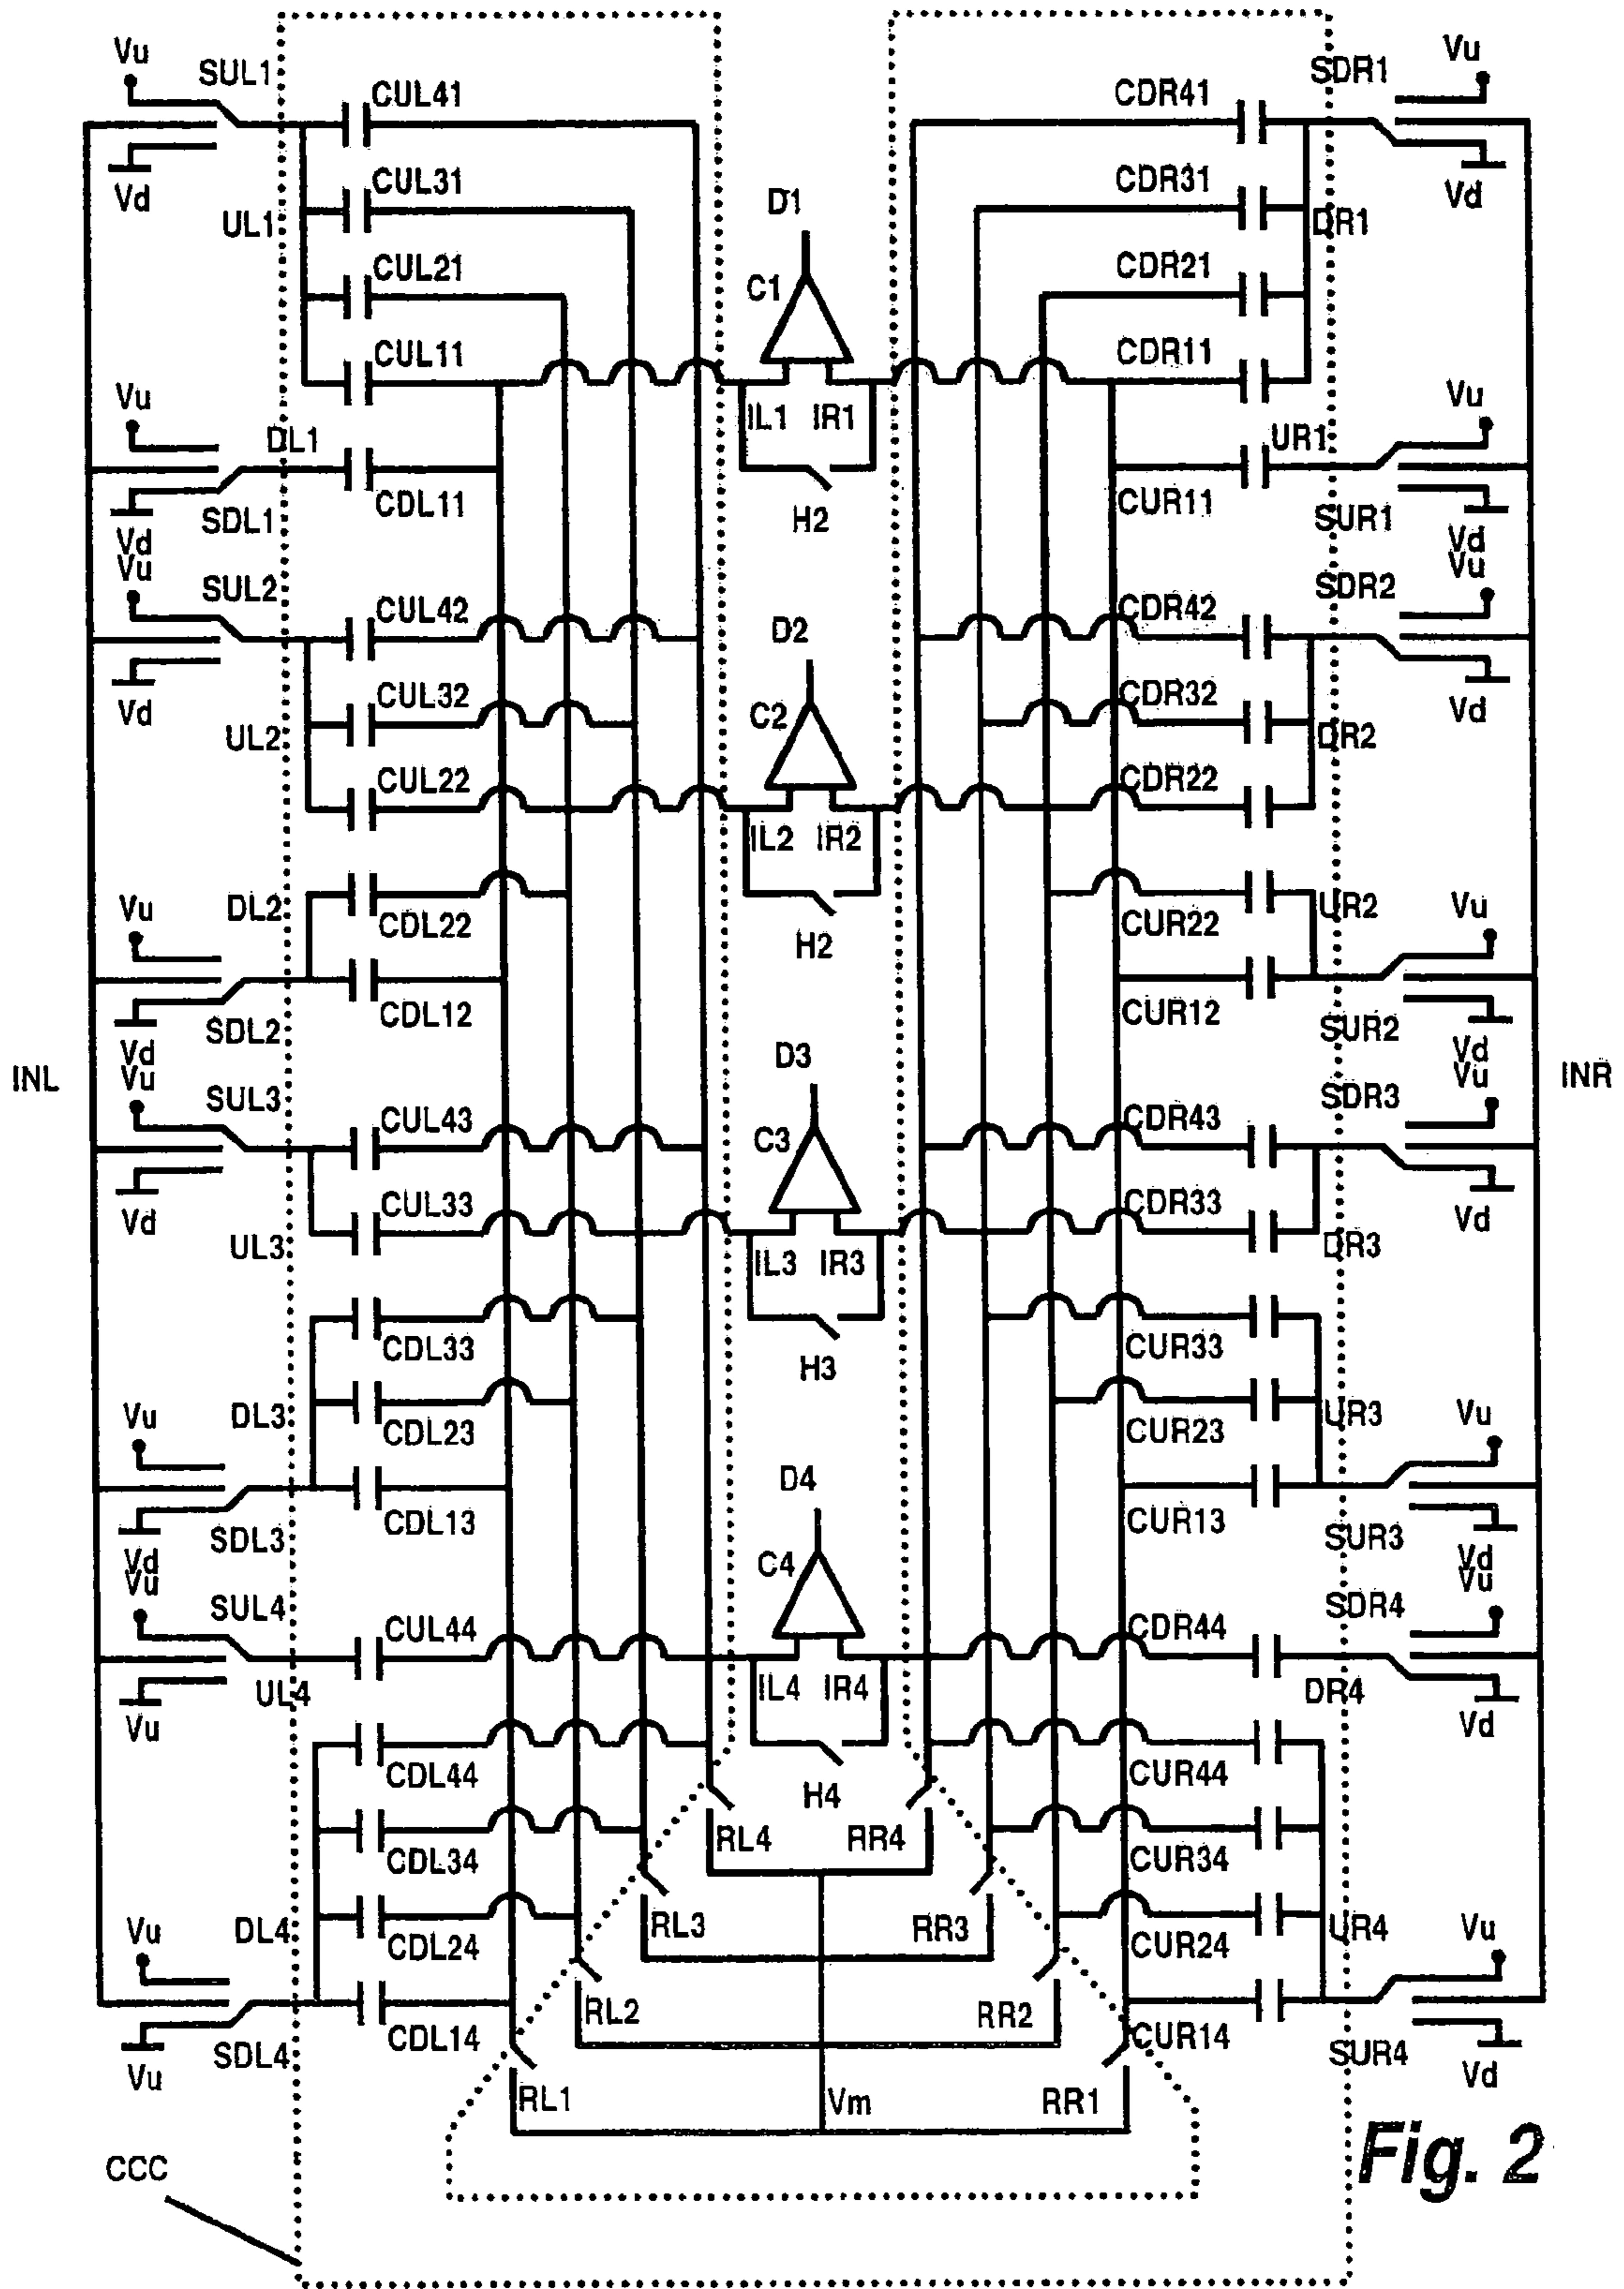 Vu SUL1 SDR1 Vu
CUL41 CDR41
Vd CUL31 D1 CDR31 Vd
UL1 DR1
CUL21 C1 CDR21
CUL11 CDR11
Vu IL1 IR1 Vu
DL1 UR1
CDL11 CUR11
SDL1 H2 SUR1
Vd Vd
Vu Vu
SUL2 SDR2
CUL42 D2 CDR42
Vd CUL32 CDR32 Vd
UL2 C2 DR2
CUL22 CDR22
IL2 IR2
Vu DL2 UR2 Vu
CDL22 H2 CUR22
CDL12 CUR12
SDL2 SUR2
Vd D3 Vd
INL Vu INR Vu
SUL3 SDR3
CUL43 C3 CDR43
Vd CUL33 CDR33 Vd
UL3 DR3
IL3 IR3
CDL33 H3 CUR33
Vu DL3 UR3 Vu
CDL23 CUR23
D4
CDL13 CUR13
SDL3 SUR3
Vd C4 Vd
Vu Vu
SUL4 SDR4
CUL44 CDR44
UL4 IL4 IR4 DR4
Vu Vd
CDL44 CUR44
H4
RL4 RR4
CDL34 CUR34
Vu DL4 RL3 RR3 UR4 Vu
CDL24 CUR24
RL2 RR2
CDL14 CUR14
SDL4 SUR4
Vu Vd
RL1 Vm RR1
CCC
Fig. 2